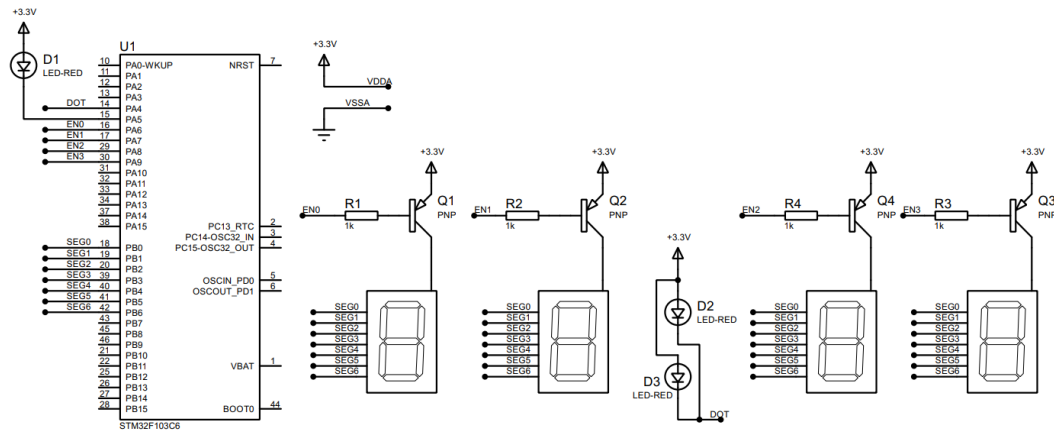 +3.3V
D1
LED-RED
U1
10 PA0-WKUP NRST 7
11 PA1
12 PA2
13 PA3
DOT 14 PA4
15 PA5
EN0 16 PA6
EN1 17 PA7
EN2 29 PA8
EN3 30 PA9
31 PA10
32 PA11
33 PA12
34 PA13
37 PA14
38 PA15
PC13_RTC 2
PC14-OSC32_IN 3
PC15-OSC32_OUT 4
SEG0 18 PB0
SEG1 19 PB1
SEG2 20 PB2
SEG3 39 PB3
SEG4 40 PB4
SEG5 41 PB5
SEG6 42 PB6
OSCIN_PD0 5
OSCOUT_PD1 6
43 PB7
45 PB8
46 PB9
21 PB10
22 PB11
25 PB12
26 PB13
27 PB14
28 PB15
VBAT 1
BOOT0 44
STM32F103C6
+3.3V
VDDA
VSSA
+3.3V
EN0 R1 Q1
1k PNP
SEG0
SEG1
SEG2
SEG3
SEG4
SEG5
SEG6
+3.3V
EN1 R2 Q2
1k PNP
SEG0
SEG1
SEG2
SEG3
SEG4
SEG5
SEG6
+3.3V
D2
LED-RED
D3
LED-RED
DOT
+3.3V
EN2 R4 Q4
1k PNP
SEG0
SEG1
SEG2
SEG3
SEG4
SEG5
SEG6
+3.3V
EN3 R3 Q3
1k PNP
SEG0
SEG1
SEG2
SEG3
SEG4
SEG5
SEG6